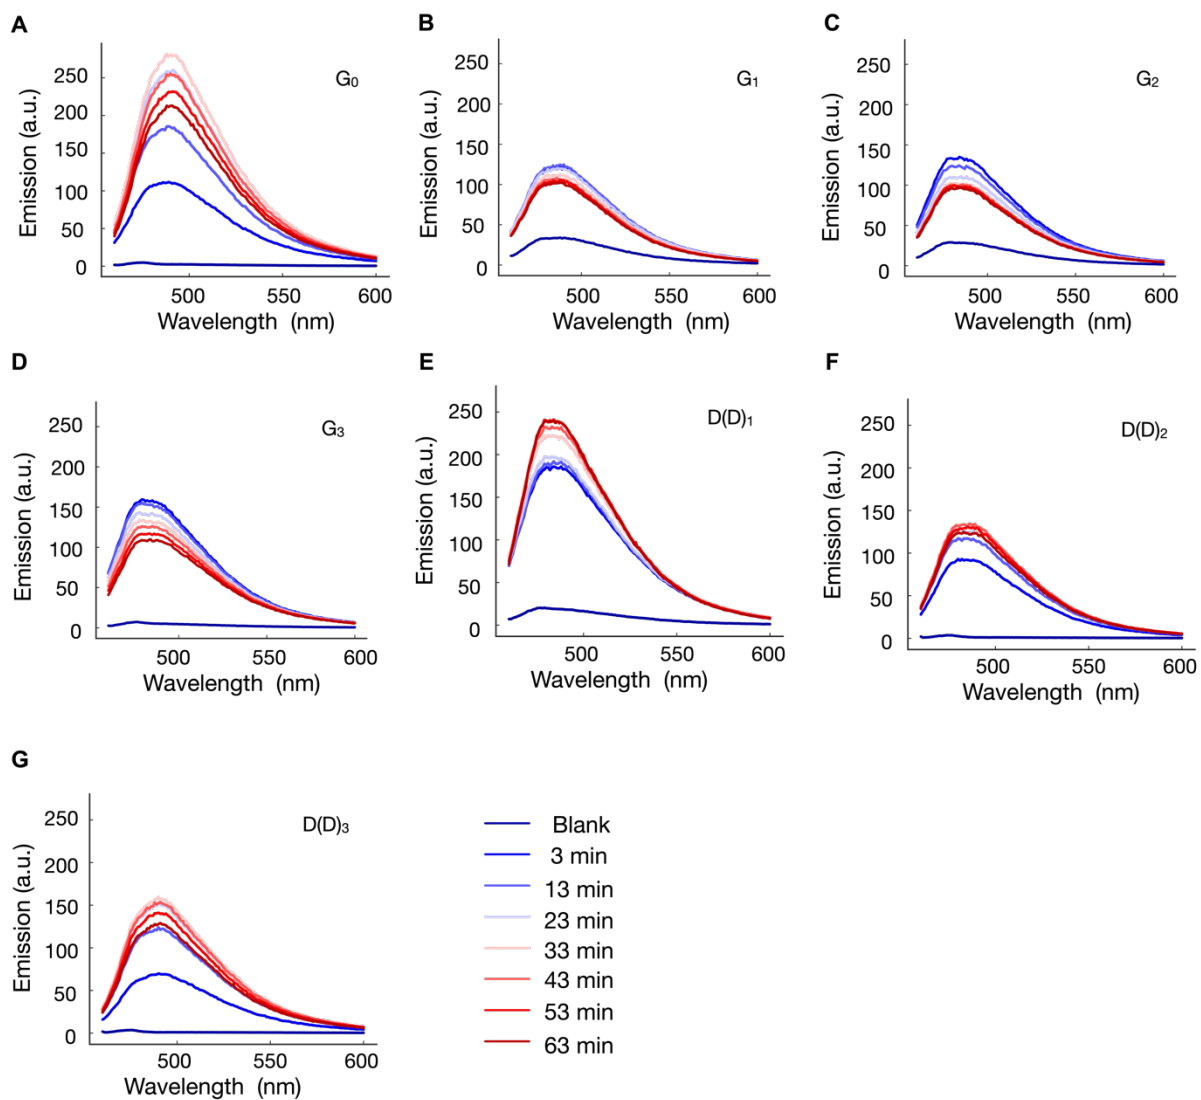 A
G₀
Emission (a.u.)
250
200
150
100
50
0
500
550
600
Wavelength (nm)
B
G₁
Emission (a.u.)
250
200
150
100
50
0
500
550
600
Wavelength (nm)
C
G₂
Emission (a.u.)
250
200
150
100
50
0
500
550
600
Wavelength (nm)
D
G₃
Emission (a.u.)
250
200
150
100
50
0
500
550
600
Wavelength (nm)
E
D(D)₁
Emission (a.u.)
250
200
150
100
50
0
500
550
600
Wavelength (nm)
F
D(D)₂
Emission (a.u.)
250
200
150
100
50
0
500
550
600
Wavelength (nm)
G
D(D)₃
Emission (a.u.)
250
200
150
100
50
0
500
550
600
Wavelength (nm)
Blank
3 min
13 min
23 min
33 min
43 min
53 min
63 min